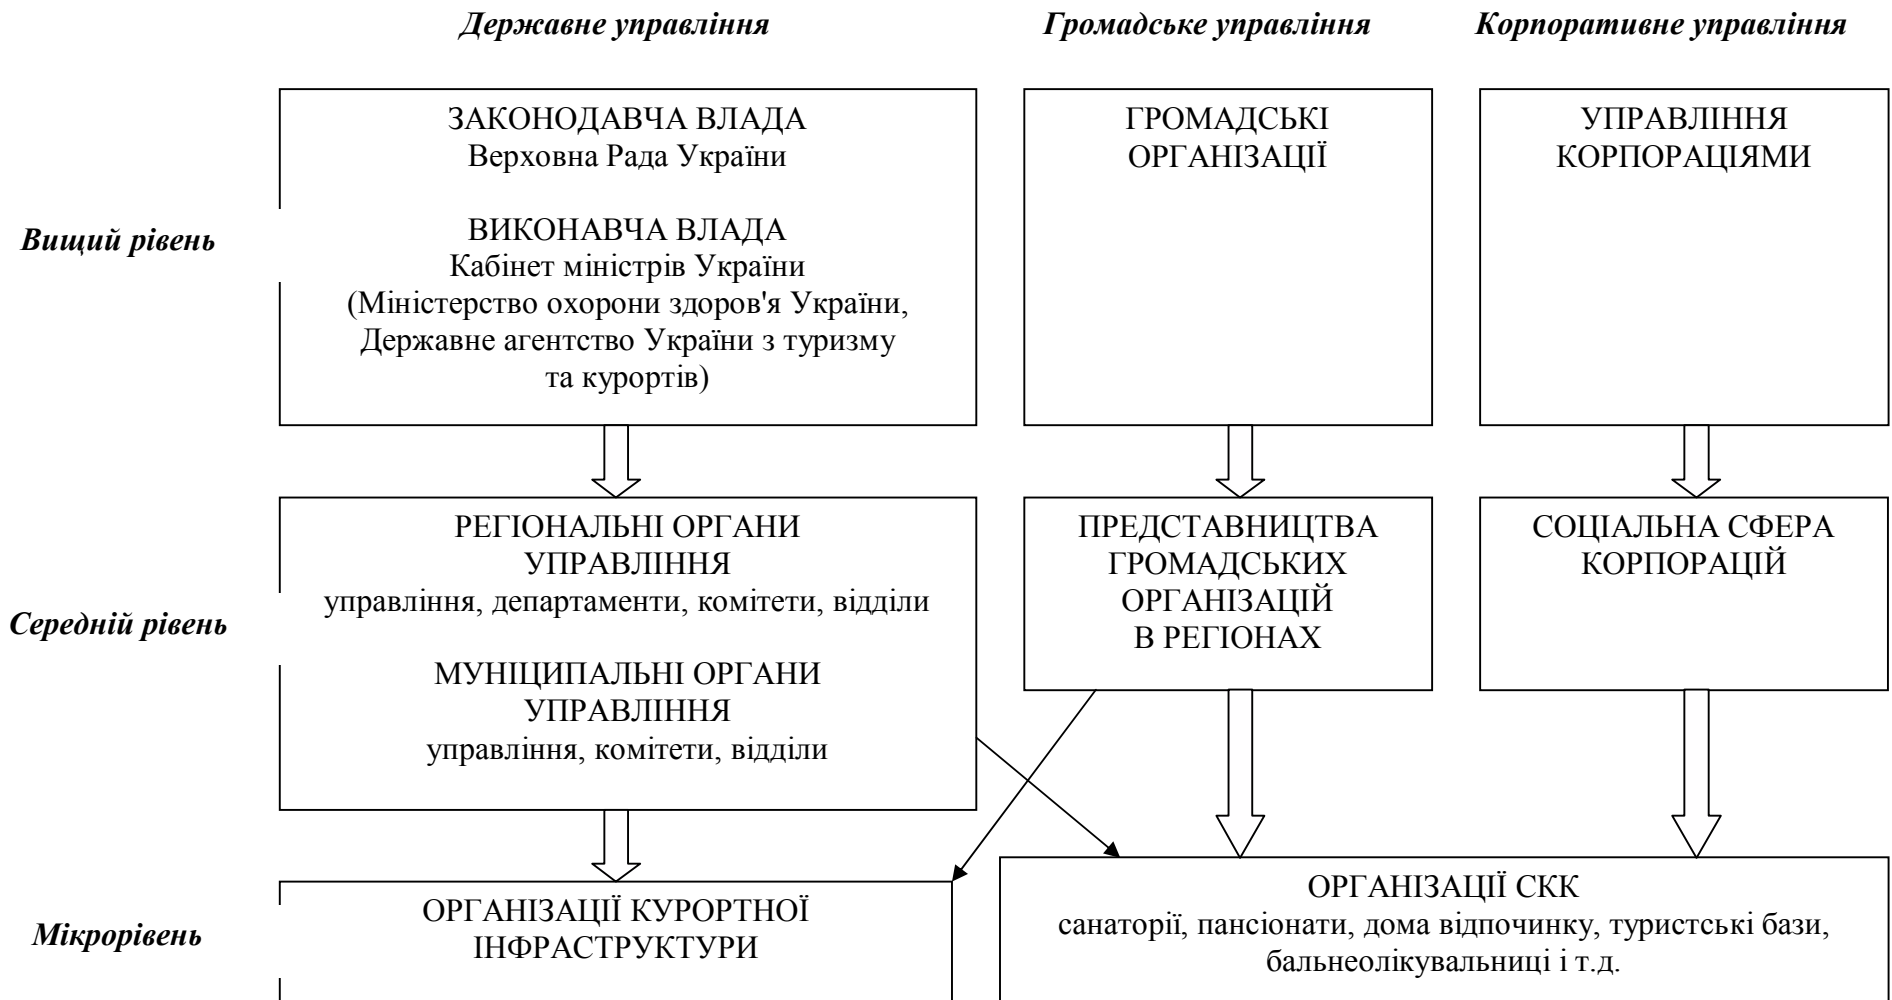 Державне управління
Громадське управління
Корпоративне управління
Вищий рівень
ЗАКОНОДАВЧА ВЛАДА
Верховна Рада України
ВИКОНАВЧА ВЛАДА
Кабінет міністрів України
(Міністерство охорони здоров'я України,
Державне агентство України з туризму
та курортів)
ГРОМАДСЬКІ
ОРГАНІЗАЦІЇ
УПРАВЛІННЯ
КОРПОРАЦІЯМИ
Середній рівень
РЕГІОНАЛЬНІ ОРГАНИ
УПРАВЛІННЯ
управління, департаменти, комітети, відділи
МУНІЦИПАЛЬНІ ОРГАНИ
УПРАВЛІННЯ
управління, комітети, відділи
ПРЕДСТАВНИЦТВА
ГРОМАДСЬКИХ
ОРГАНІЗАЦІЙ
В РЕГІОНАХ
СОЦІАЛЬНА СФЕРА
КОРПОРАЦІЙ
Мікрорівень
ОРГАНІЗАЦІЇ КУРОРТНОЇ
ІНФРАСТРУКТУРИ
ОРГАНІЗАЦІЇ СКК
санаторії, пансіонати, дома відпочинку, туристські бази,
бальнеолікувальниці і т.д.